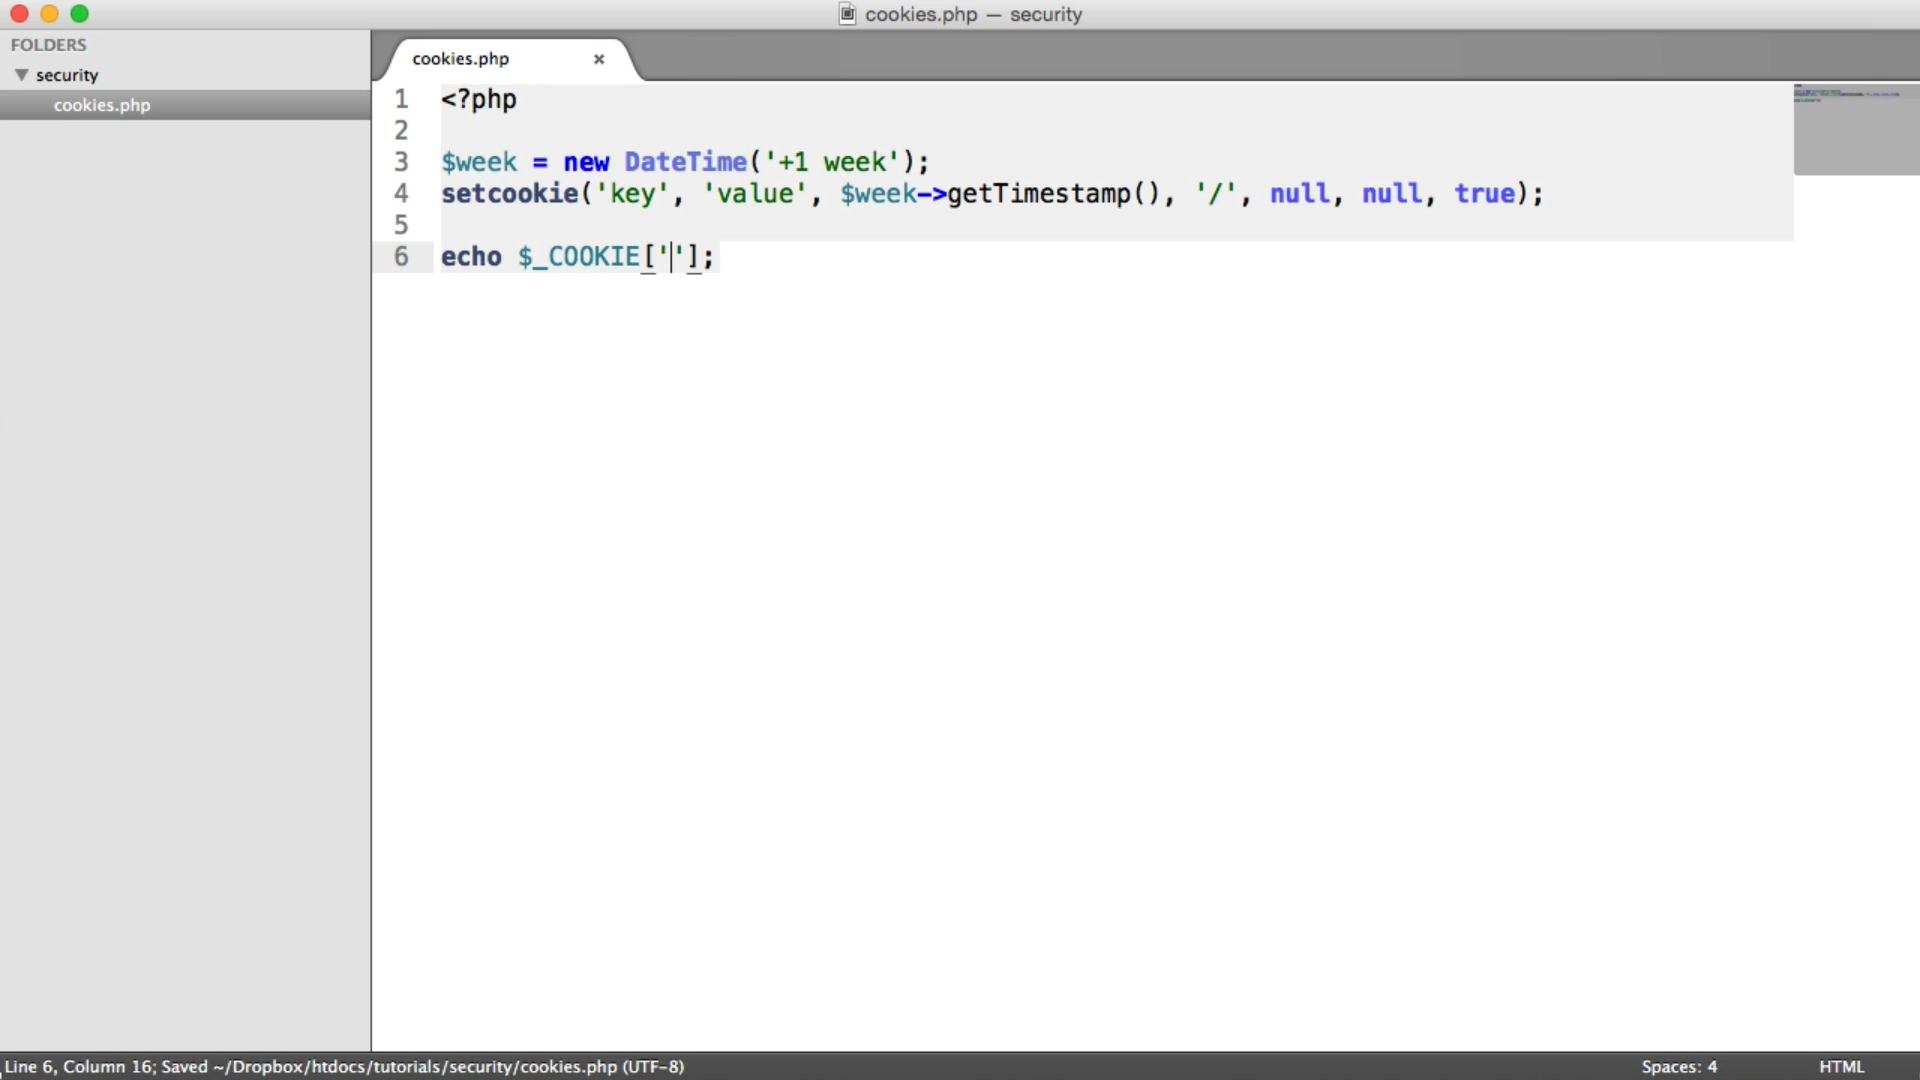 cookies.php — security
FOLDERS
security
cookies.php
cookies.php
1 <?php
2
3 $week = new DateTime('+1 week');
4 setcookie('key', 'value', $week->getTimestamp(), '/', null, null, true);
5
6 echo $_COOKIE[''];
Line 6, Column 16; Saved ~/Dropbox/htdocs/tutorials/security/cookies.php (UTF-8)
Spaces: 4
HTML